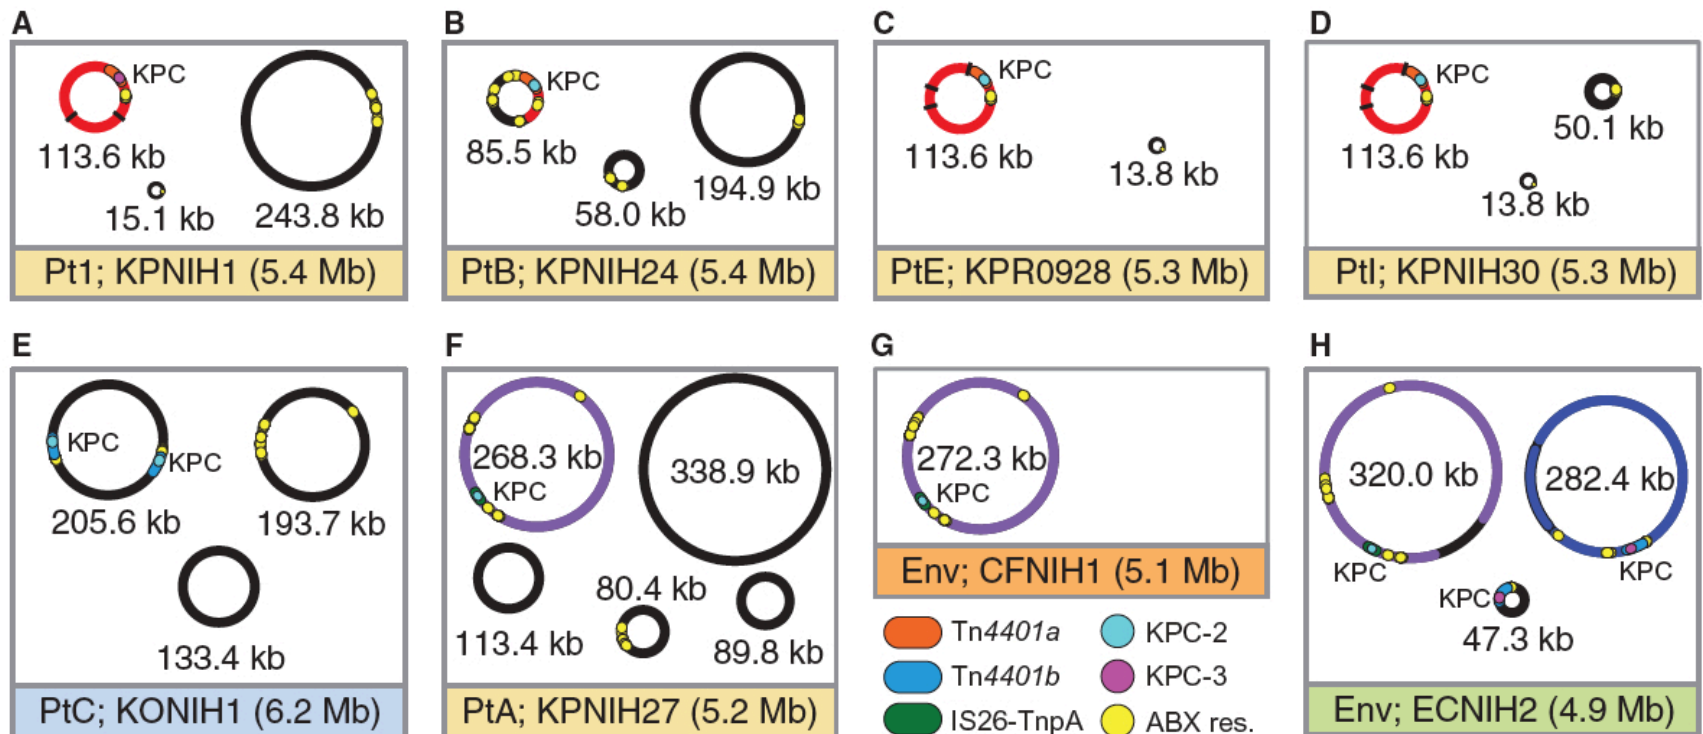 A
KPC
113.6 kb
15.1 kb
243.8 kb
Pt1; KPNIH1 (5.4 Mb)
B
KPC
85.5 kb
58.0 kb
194.9 kb
PtB; KPNIH24 (5.4 Mb)
C
KPC
113.6 kb
13.8 kb
PtE; KPR0928 (5.3 Mb)
D
KPC
113.6 kb
50.1 kb
13.8 kb
PtI; KPNIH30 (5.3 Mb)
E
KPC
KPC
205.6 kb
193.7 kb
133.4 kb
PtC; KONIH1 (6.2 Mb)
F
268.3 kb
KPC
338.9 kb
113.4 kb
80.4 kb
89.8 kb
PtA; KPNIH27 (5.2 Mb)
G
272.3 kb
KPC
Env; CFNIH1 (5.1 Mb)
Tn4401a
Tn4401b
IS26-TnpA
KPC-2
KPC-3
ABX res.
H
320.0 kb
KPC
282.4 kb
KPC
KPC
47.3 kb
Env; ECNIH2 (4.9 Mb)